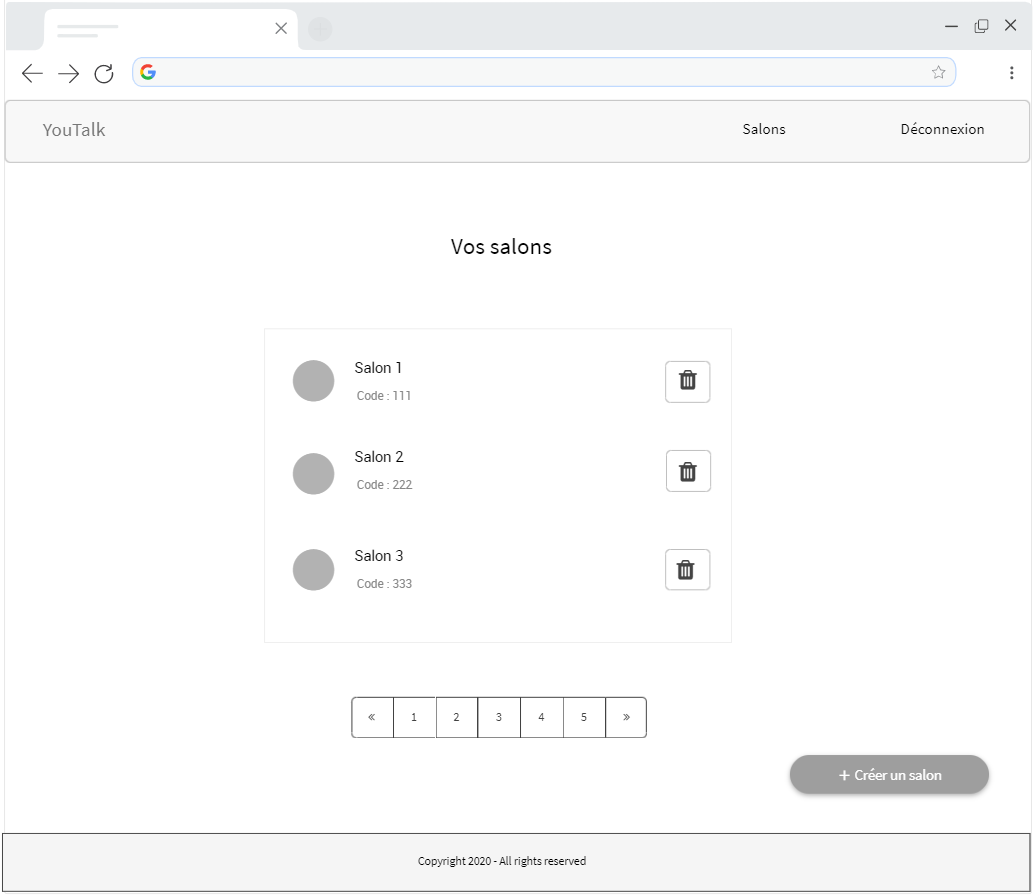 YouTalk
Salons
Déconnexion
Vos salons
Salon 1
Code : 111
Salon 2
Code : 222
Salon 3
Code : 333
« 1 2 3 4 5 »
+ Créer un salon
Copyright 2020 - All rights reserved